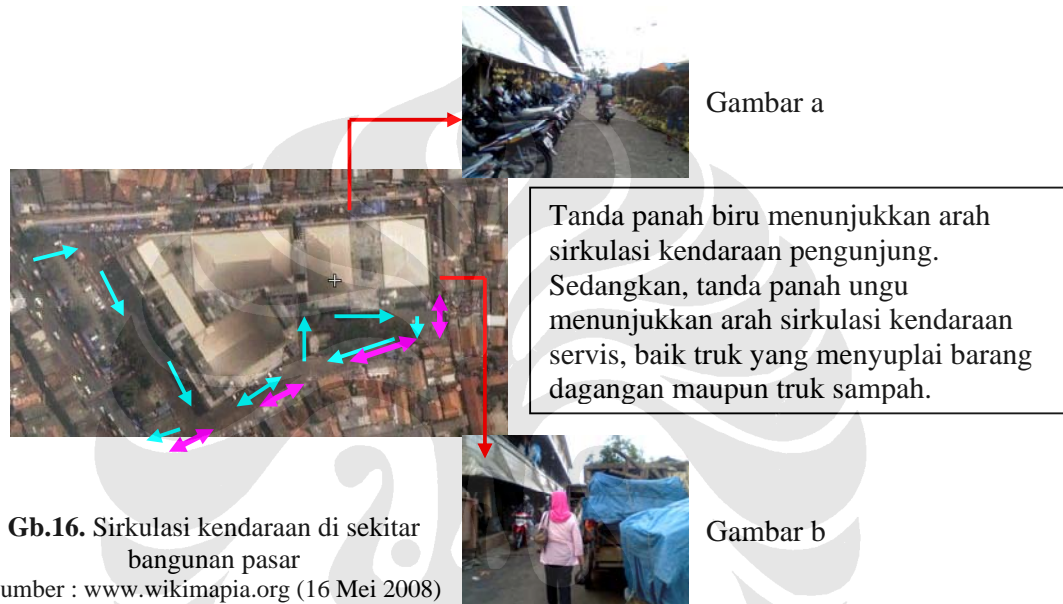 Gambar a
Tanda panah biru menunjukkan arah
sirkulasi kendaraan pengunjung.
Sedangkan, tanda panah ungu
menunjukkan arah sirkulasi kendaraan
servis, baik truk yang menyuplai barang
dagangan maupun truk sampah.
Gb.16. Sirkulasi kendaraan di sekitar
bangunan pasar
umber : www.wikimapia.org (16 Mei 2008)
Gambar b